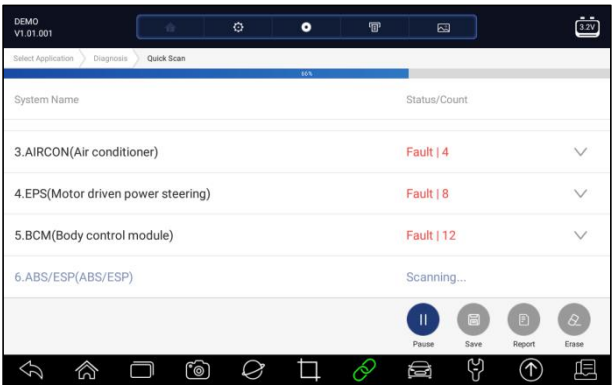 DEMO
V1.01.001
3.2V
Select Application
Diagnosis
Quick Scan
66%
System Name Status/Count
3.AIRCON(Air conditioner) Fault | 4
4.EPS(Motor driven power steering) Fault | 8
5.BCM(Body control module) Fault | 12
6.ABS/ESP(ABS/ESP) Scanning...
Pause Save Report Erase